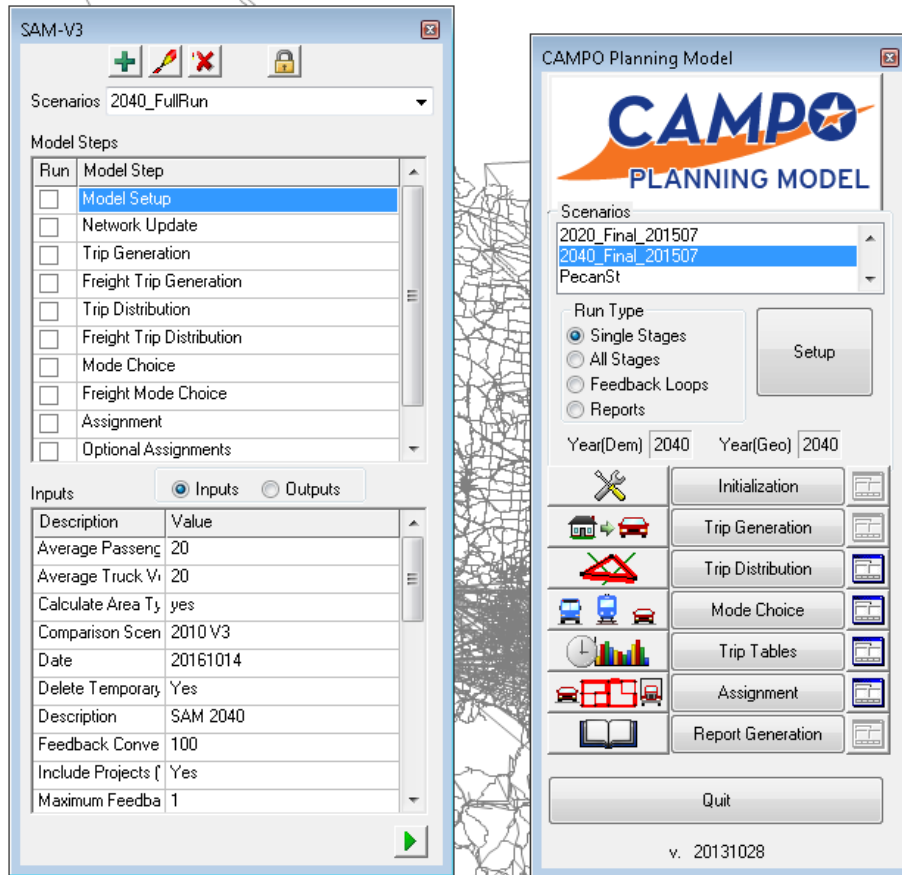 SAM-V3
Scenarios 2040_FullRun
Model Steps
Run Model Step
Model Setup
Network Update
Trip Generation
Freight Trip Generation
Trip Distribution
Freight Trip Distribution
Mode Choice
Freight Mode Choice
Assignment
Optional Assignments
Inputs Inputs Outputs
Description Value
Average Passeng 20
Average Truck V 20
Calculate Area Ty yes
Comparison Scen 2010 V3
Date 20161014
Delete Temporary Yes
Description SAM 2040
Feedback Conve 100
Include Projects ( Yes
Maximum Feedba 1
CAMPO Planning Model
CAMPO
PLANNING MODEL
Scenarios
2020_Final_201507
2040_Final_201507
PecanSt
Run Type
Single Stages
All Stages
Feedback Loops
Reports
Setup
Year(Dem) 2040 Year(Geo) 2040
Initialization
Trip Generation
Trip Distribution
Mode Choice
Trip Tables
Assignment
Report Generation
Quit
v. 20131028